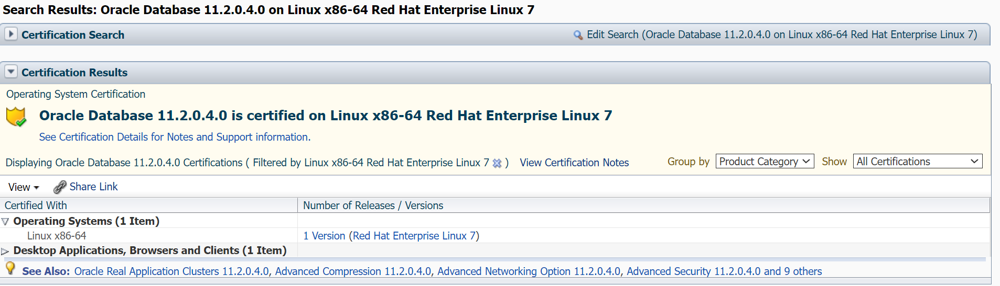 Search Results: Oracle Database 11.2.0.4.0 on Linux x86-64 Red Hat Enterprise Linux 7
Certification Search Edit Search (Oracle Database 11.2.0.4.0 on Linux x86-64 Red Hat Enterprise Linux 7)
Certification Results
Operating System Certification
Oracle Database 11.2.0.4.0 is certified on Linux x86-64 Red Hat Enterprise Linux 7
See Certification Details for Notes and Support information.
Displaying Oracle Database 11.2.0.4.0 Certifications ( Filtered by Linux x86-64 Red Hat Enterprise Linux 7 ) View Certification Notes Group by Product Category Show All Certifications
View Share Link
Certified With Number of Releases / Versions
Operating Systems (1 Item)
Linux x86-64 1 Version (Red Hat Enterprise Linux 7)
Desktop Applications, Browsers and Clients (1 Item)
See Also: Oracle Real Application Clusters 11.2.0.4.0, Advanced Compression 11.2.0.4.0, Advanced Networking Option 11.2.0.4.0, Advanced Security 11.2.0.4.0 and 9 others